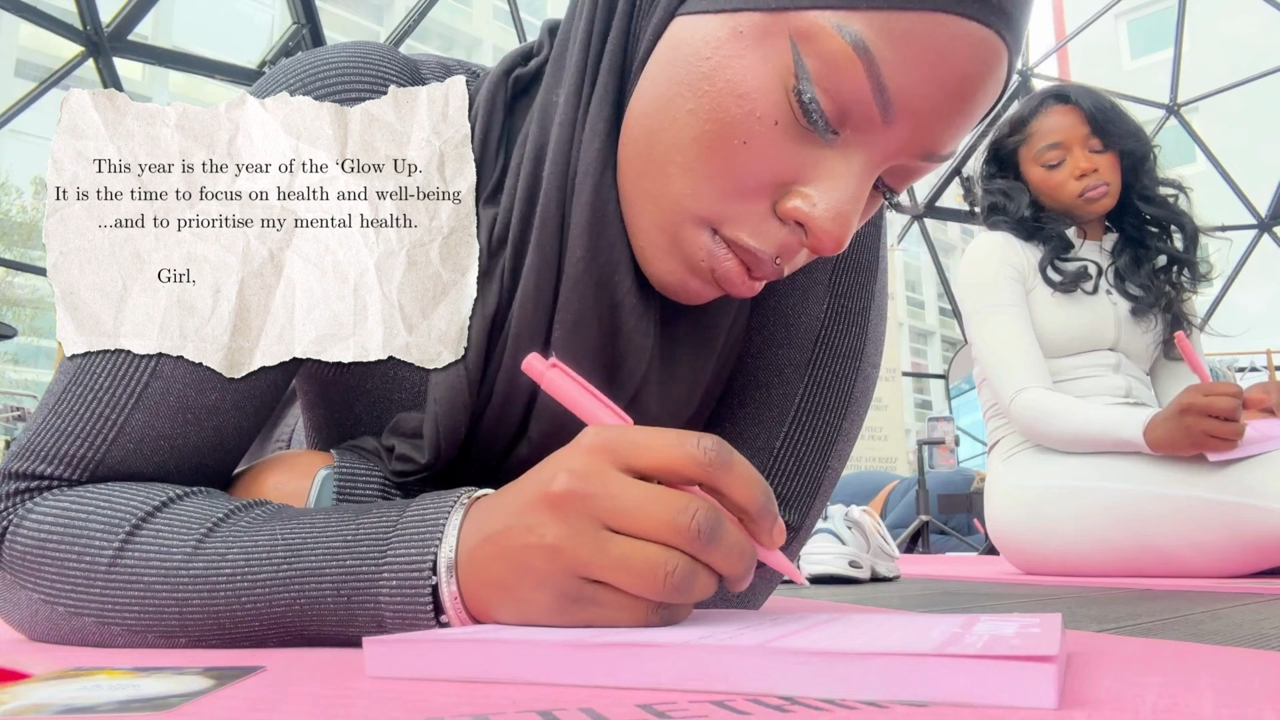 This year is the year of the ‘Glow Up.
It is the time to focus on health and well-being
...and to prioritise my mental health.
Girl,